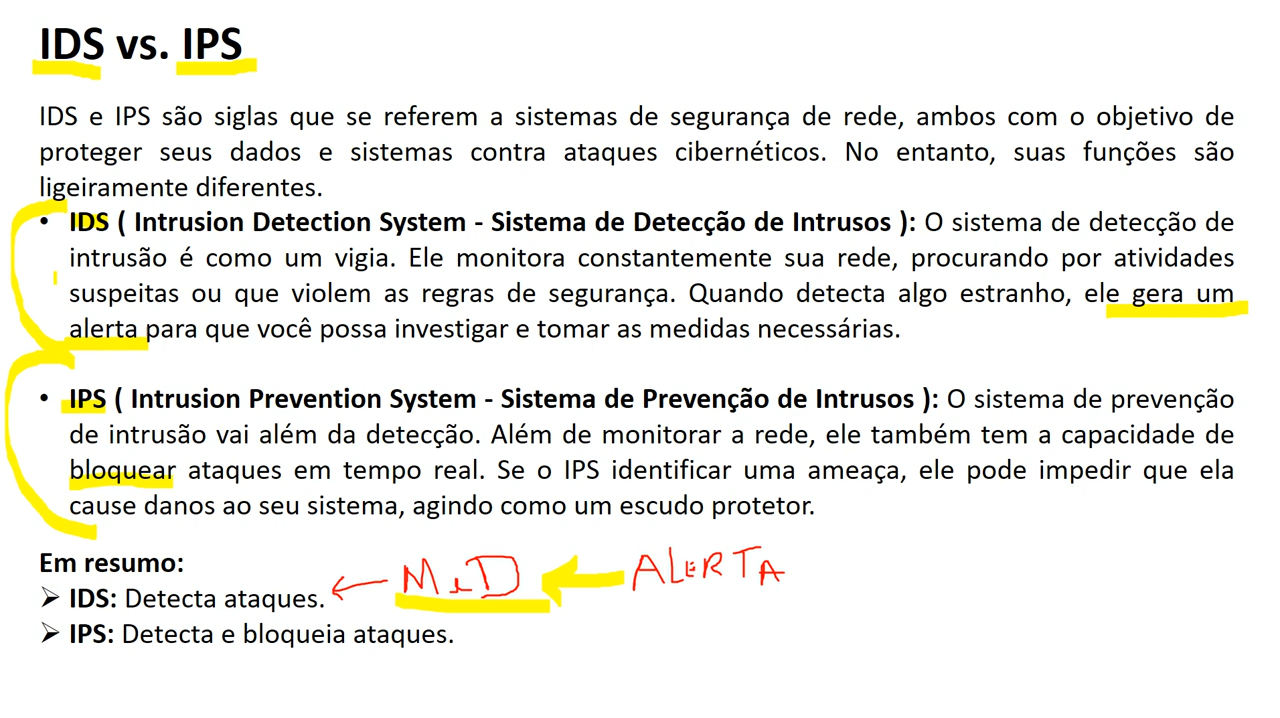 IDS vs. IPS
IDS e IPS são siglas que se referem a sistemas de segurança de rede, ambos com o objetivo de
proteger seus dados e sistemas contra ataques cibernéticos. No entanto, suas funções são
ligeiramente diferentes.
• IDS ( Intrusion Detection System - Sistema de Detecção de Intrusos ): O sistema de detecção de
intrusão é como um vigia. Ele monitora constantemente sua rede, procurando por atividades
suspeitas ou que violem as regras de segurança. Quando detecta algo estranho, ele gera um
alerta para que você possa investigar e tomar as medidas necessárias.
• IPS ( Intrusion Prevention System - Sistema de Prevenção de Intrusos ): O sistema de prevenção
de intrusão vai além da detecção. Além de monitorar a rede, ele também tem a capacidade de
bloquear ataques em tempo real. Se o IPS identificar uma ameaça, ele pode impedir que ela
cause danos ao seu sistema, agindo como um escudo protetor.
Em resumo:
ALERTA
➢ IDS: Detecta ataques.
➢ IPS: Detecta e bloqueia ataques.